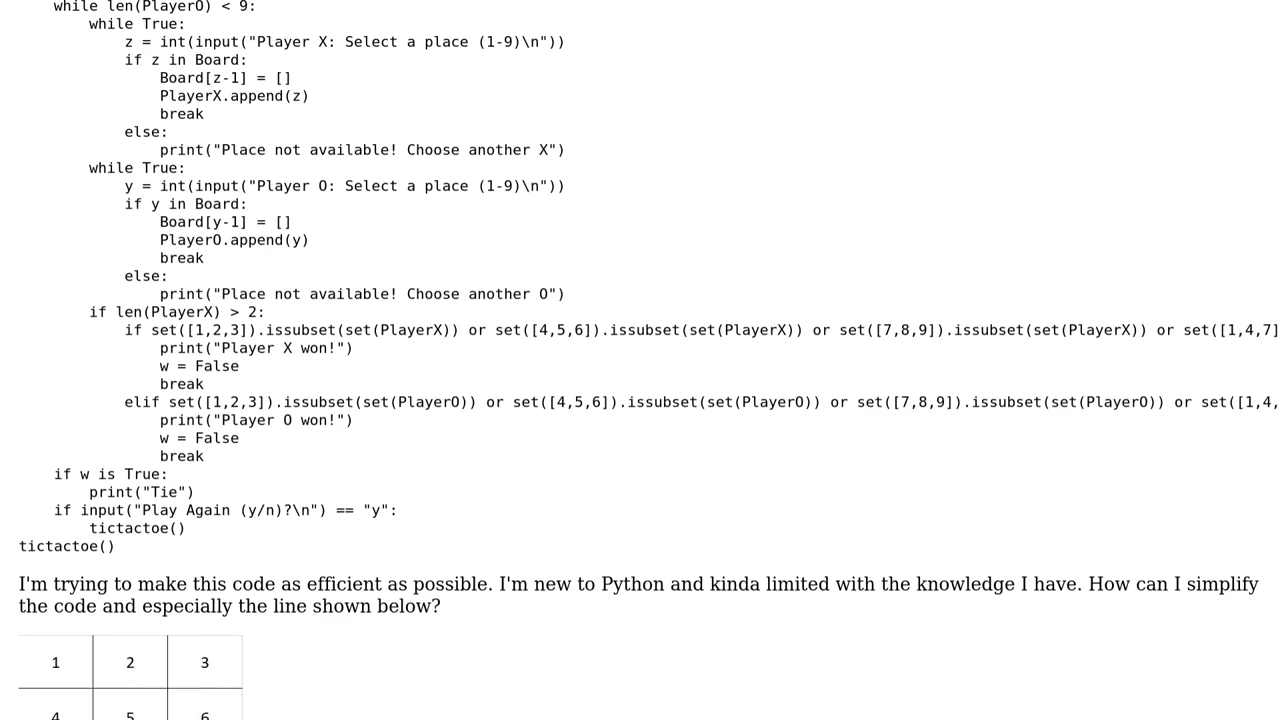 while len(PlayerO) < 9:
while True:
z = int(input("Player X: Select a place (1-9)\n"))
if z in Board:
Board[z-1] = []
PlayerX.append(z)
break
else:
print("Place not available! Choose another X")
while True:
y = int(input("Player O: Select a place (1-9)\n"))
if y in Board:
Board[y-1] = []
PlayerO.append(y)
break
else:
print("Place not available! Choose another O")
if len(PlayerX) > 2:
if set([1,2,3]).issubset(set(PlayerX)) or set([4,5,6]).issubset(set(PlayerX)) or set([7,8,9]).issubset(set(PlayerX)) or set([1,4,7]
print("Player X won!")
w = False
break
elif set([1,2,3]).issubset(set(PlayerO)) or set([4,5,6]).issubset(set(PlayerO)) or set([7,8,9]).issubset(set(PlayerO)) or set([1,4,
print("Player O won!")
w = False
break
if w is True:
print("Tie")
if input("Play Again (y/n)?\n") == "y":
tictactoe()
tictactoe()
I'm trying to make this code as efficient as possible. I'm new to Python and kinda limited with the knowledge I have. How can I simplify
the code and especially the line shown below?
1 2 3
4 5 6